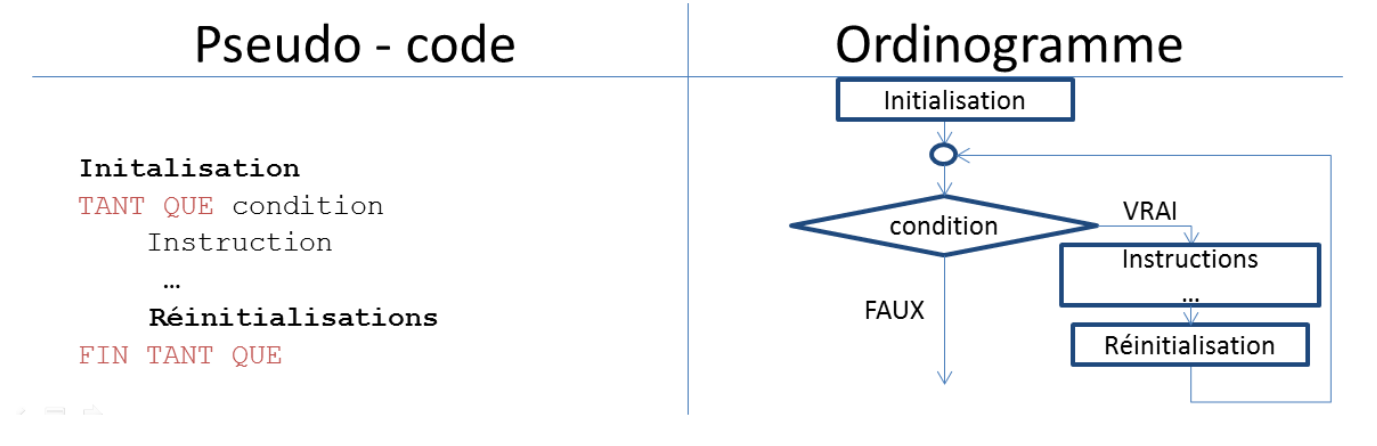 Pseudo - code
Initalisation
TANT QUE condition
Instruction
…
Réinitialisations
FIN TANT QUE
Ordinogramme
Initialisation
condition
VRAI
Instructions
...
FAUX
Réinitialisation